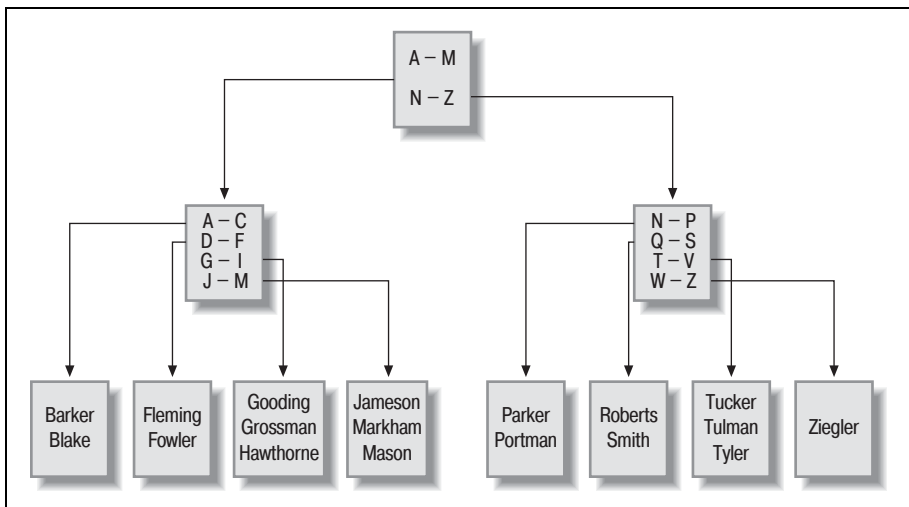 A – M
N – Z
A – C
D – F
G – I
J – M
N – P
Q – S
T – V
W – Z
Barker
Blake
Fleming
Fowler
Gooding
Grossman
Hawthorne
Jameson
Markham
Mason
Parker
Portman
Roberts
Smith
Tucker
Tulman
Tyler
Ziegler